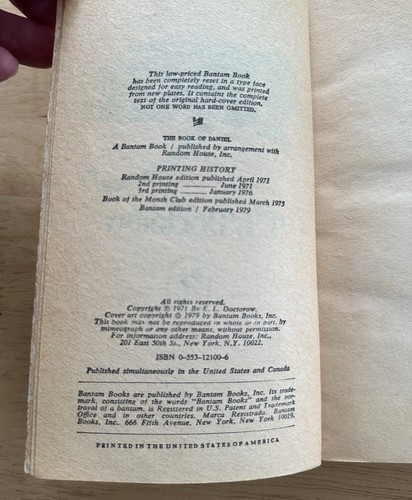 This low-priced Bantam Book
has been completely reset in a type face
designed for easy reading, and was printed
from new plates. It contains the complete
text of the original hard-cover edition.
NOT ONE WORD HAS BEEN OMITTED.
THE BOOK OF DANIEL
A Bantam Book / published by arrangement with
Random House, Inc.
PRINTING HISTORY
Random House edition published April 1971
2nd printing ______ June 1971
3rd printing ______ January 1976
Book of the Month Club edition published March 1975
Bantam edition / February 1979
All rights reserved.
Copyright © 1971 by E. L. Doctorow.
Cover art copyright © 1979 by Bantam Books, Inc.
This book may not be reproduced in whole or in part, by
mimeograph or any other means, without permission.
For information address: Random House, Inc.,
201 East 50th St., New York, N.Y. 10022.
ISBN 0-553-12100-6
Published simultaneously in the United States and Canada
Bantam Books are published by Bantam Books, Inc. Its trade-
mark, consisting of the words "Bantam Books" and the por-
trayal of a bantam, is Registered in U.S. Patent and Trademark
Office and in other countries. Marca Registrada. Bantam
Books, Inc., 666 Fifth Avenue, New York, New York 10019.
PRINTED IN THE UNITED STATES OF AMERICA